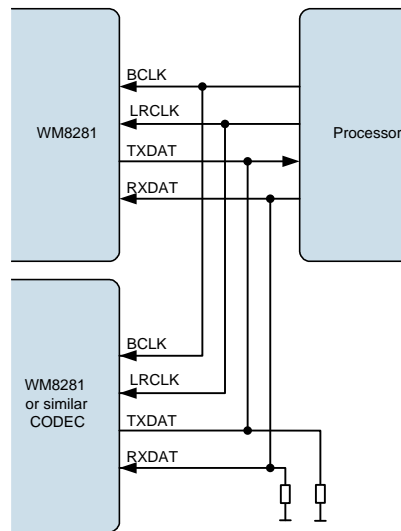 BCLK
LRCLK
WM8281
Processor
TXDAT
RXDAT
BCLK
LRCLK
WM8281
or similar
CODEC
TXDAT
RXDAT